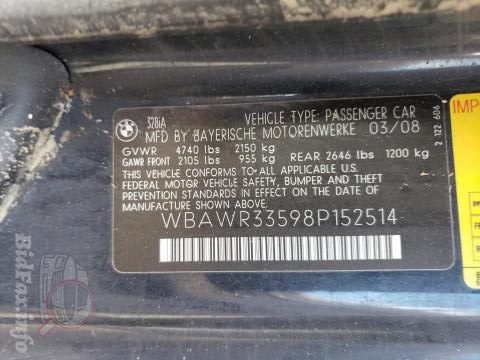 328iA
VEHICLE TYPE PASSENGER CAR
MFD BY BAYERISCHE MOTORENWERKE 03/08
GVWR 4740 lbs 2150 kg
GAWR FRONT 2105 lbs 955 kg REAR 2646 lbs 1200 kg
THIS VEHICLE CONFORMS TO ALL APPLICABLE U.S.
FEDERAL MOTOR VEHICLE SAFETY, BUMPER AND THEFT
PREVENTION STANDARDS IN EFFECT ON THE DATE OF
MANUFACTURE SHOWN ABOVE.
WBAWR33598P152514
2 122 606
IMP
BidFax.info